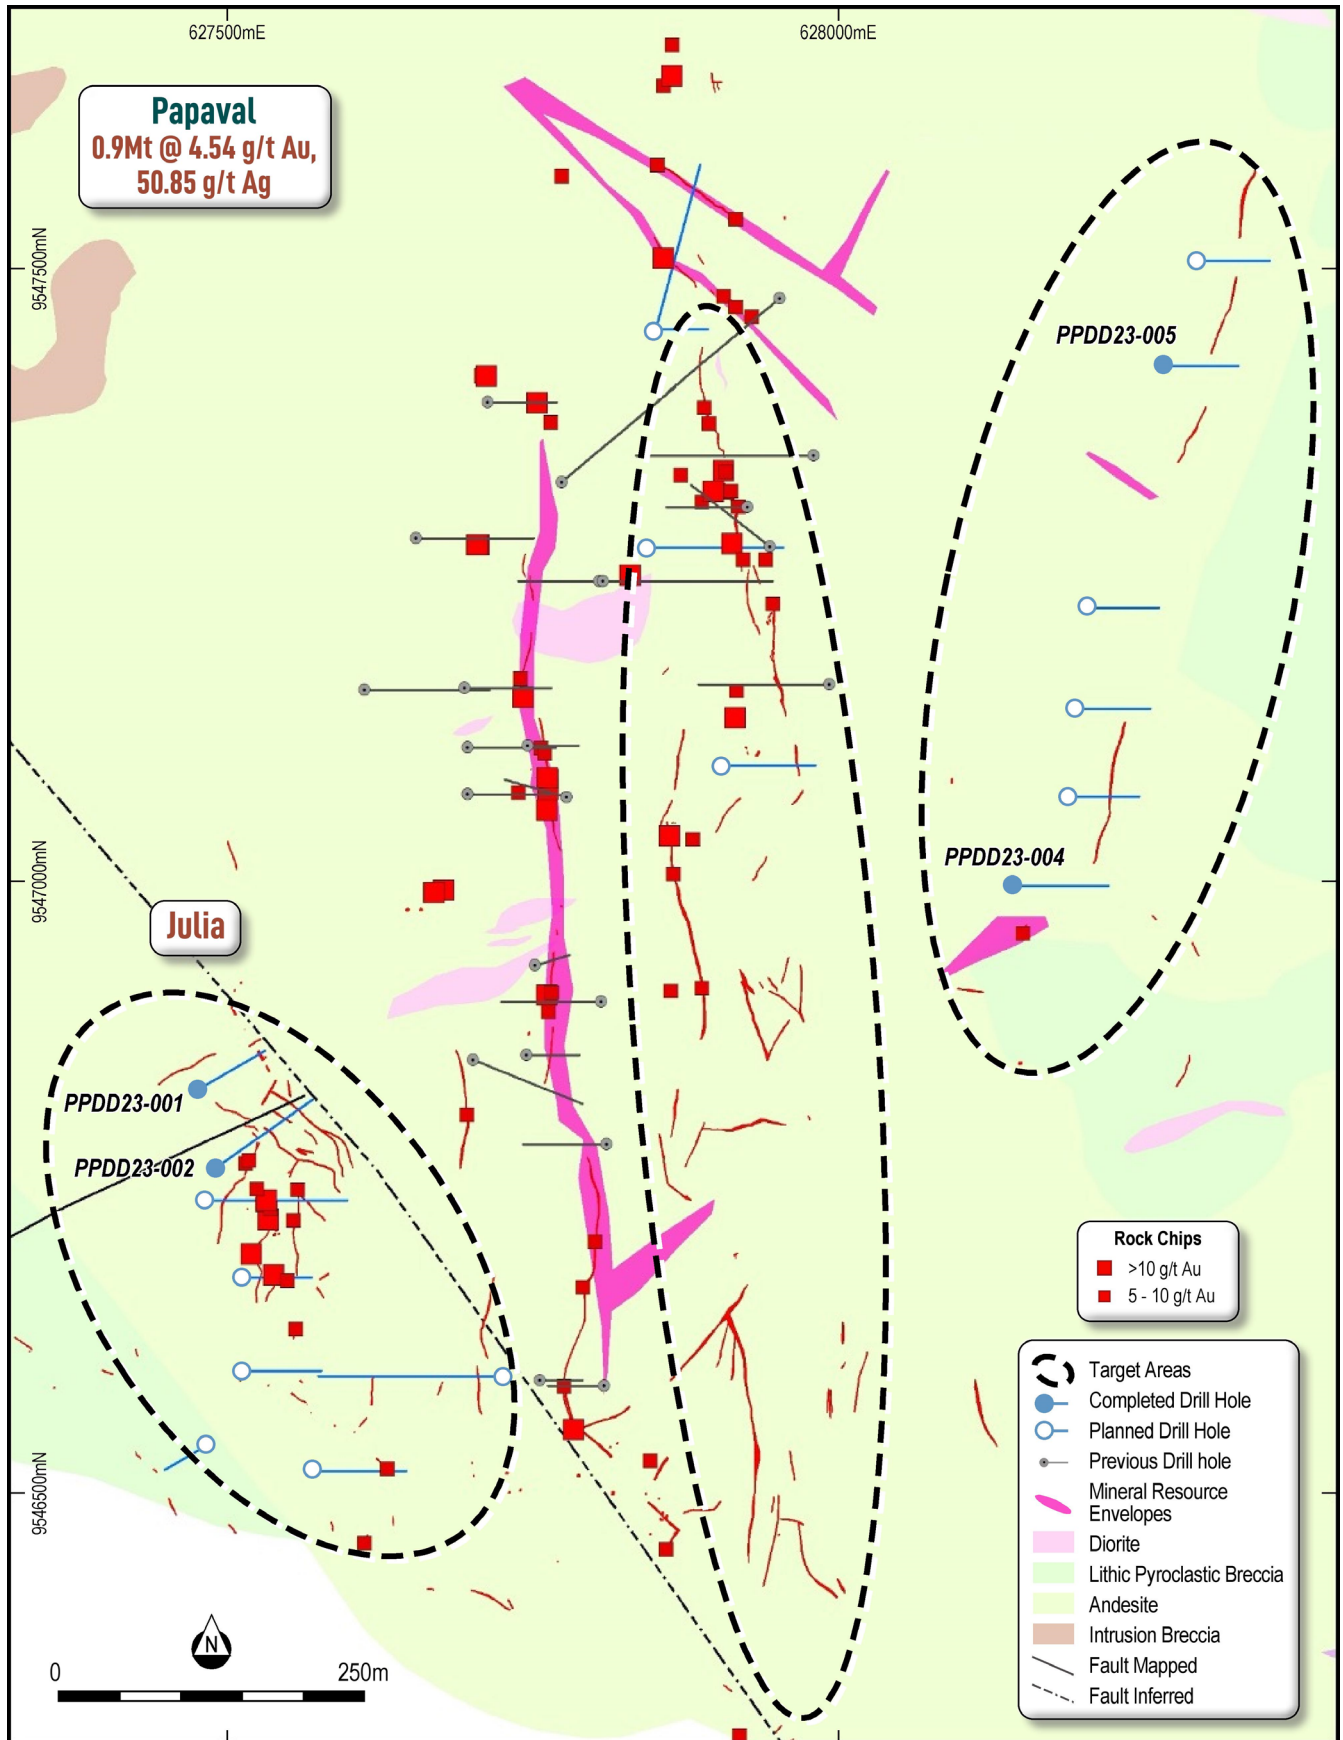 627500mE
628000mE
Papaval
0.9Mt @ 4.54 g/t Au,
50.85 g/t Ag
9547500mN
PPDD23-005
9547000mN
PPDD23-004
Julia
PPDD23-001
PPDD23-002
Rock Chips
>10 g/t Au
5 - 10 g/t Au
Target Areas
Completed Drill Hole
Planned Drill Hole
Previous Drill hole
Mineral Resource
Envelopes
Diorite
Lithic Pyroclastic Breccia
Andesite
Intrusion Breccia
Fault Mapped
Fault Inferred
9546500mN
N
0 250m